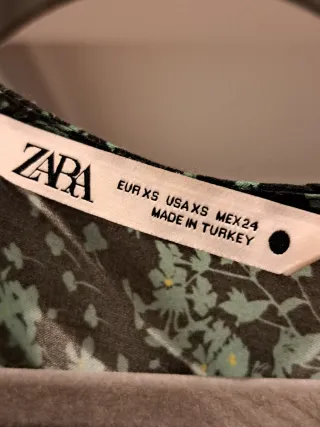 ZARA
EUR XS USA XS MEX 24
MADE IN TURKEY